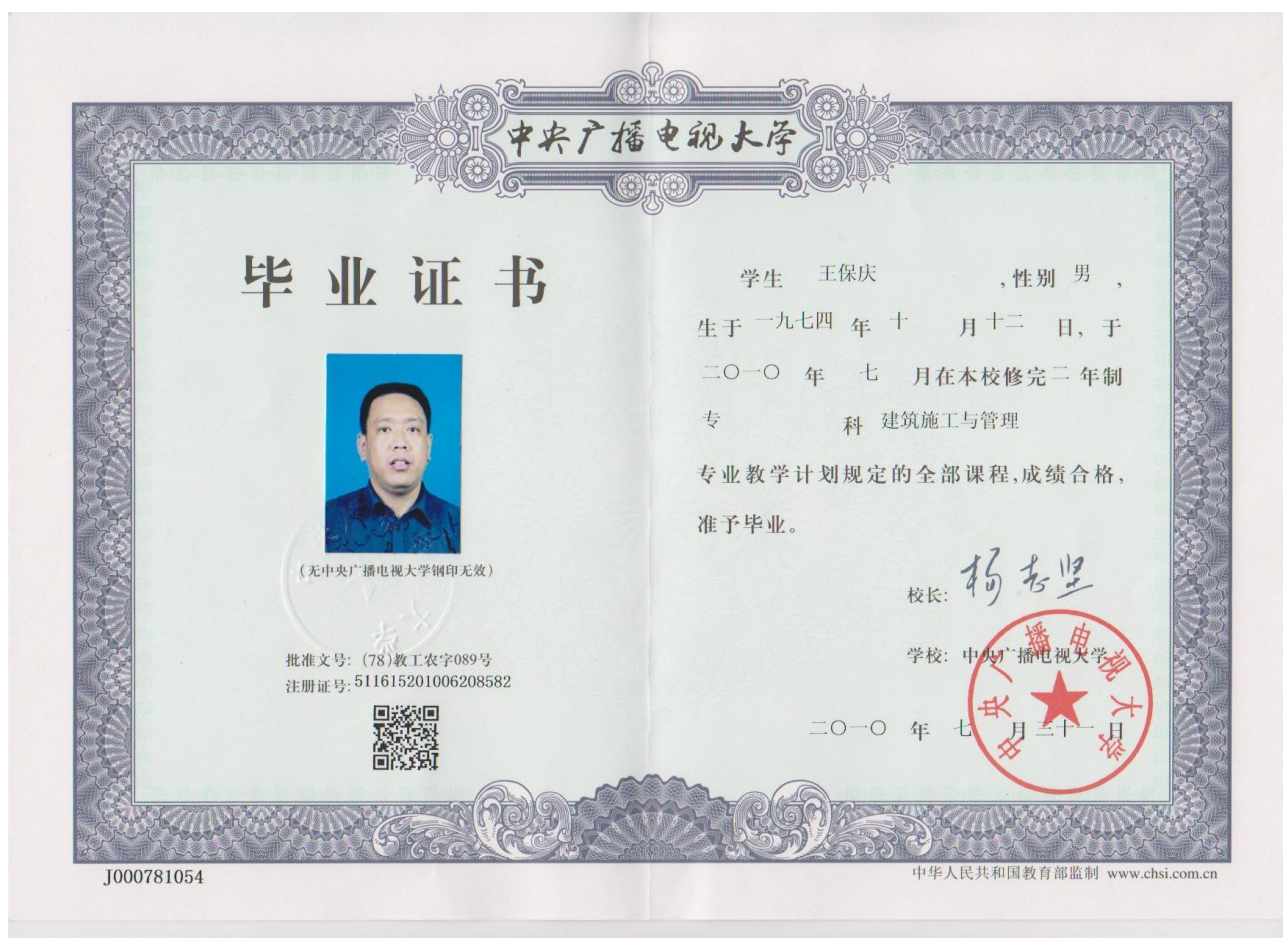 中央广播电视大学
毕业证书
(无中央广播电视大学钢印无效)
批准文号: (78)教工农字089号
注册证号: 511615201006208582
学生 王保庆 ,性别 男 ,
生于 一九七四 年 十 月 十二 日, 于
二〇一〇 年 七 月在本校修完二 年制
专 科 建筑施工与管理
专业教学计划规定的全部课程,成绩合格,
准予毕业。
校长: 杨志坚
学校: 中央广播电视大学
二〇一〇 年 七 月 三十一 日
中央广播电视大学
J000781054
中华人民共和国教育部监制 www.chsi.com.cn